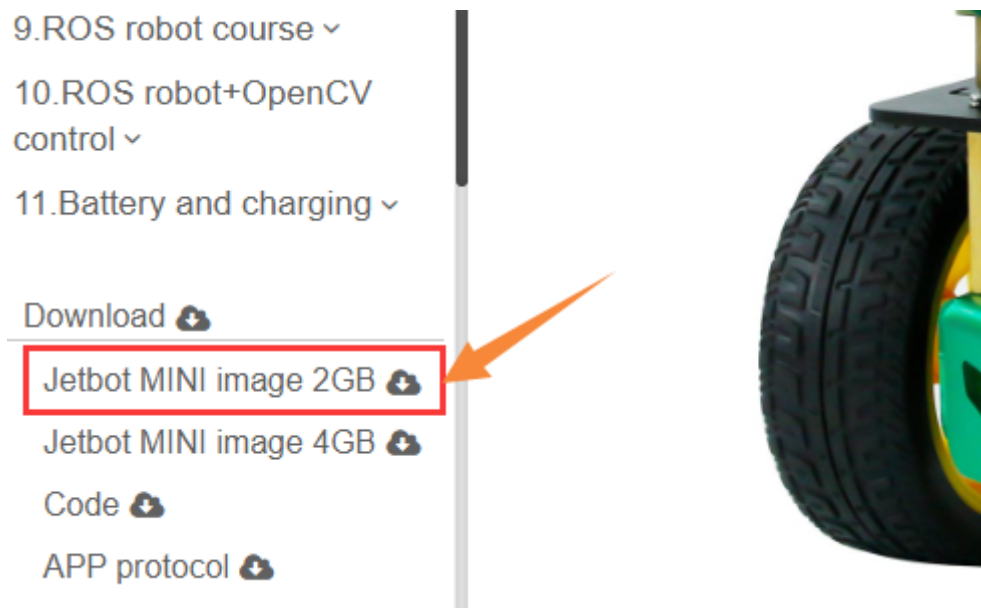 9.ROS robot course
10.ROS robot+OpenCV
control
11.Battery and charging
Download
Jetbot MINI image 2GB
Jetbot MINI image 4GB
Code
APP protocol